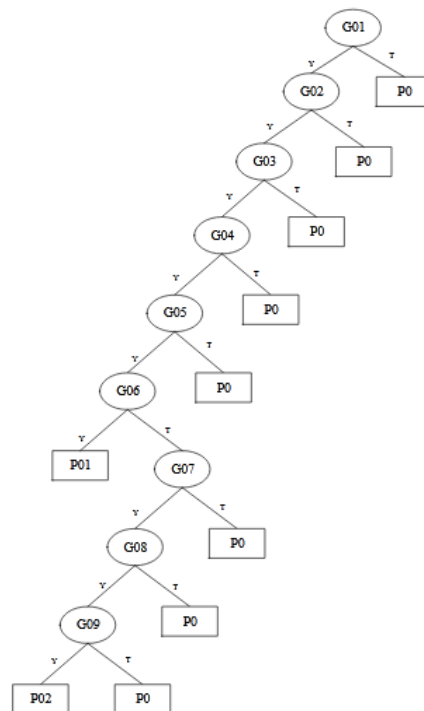 G01
Y T
G02 P0
Y T
G03 P0
Y T
G04 P0
Y T
G05 P0
Y T
G06 P0
Y T
P01 G07
Y T
G08 P0
Y T
G09 P0
Y T
P02 P0